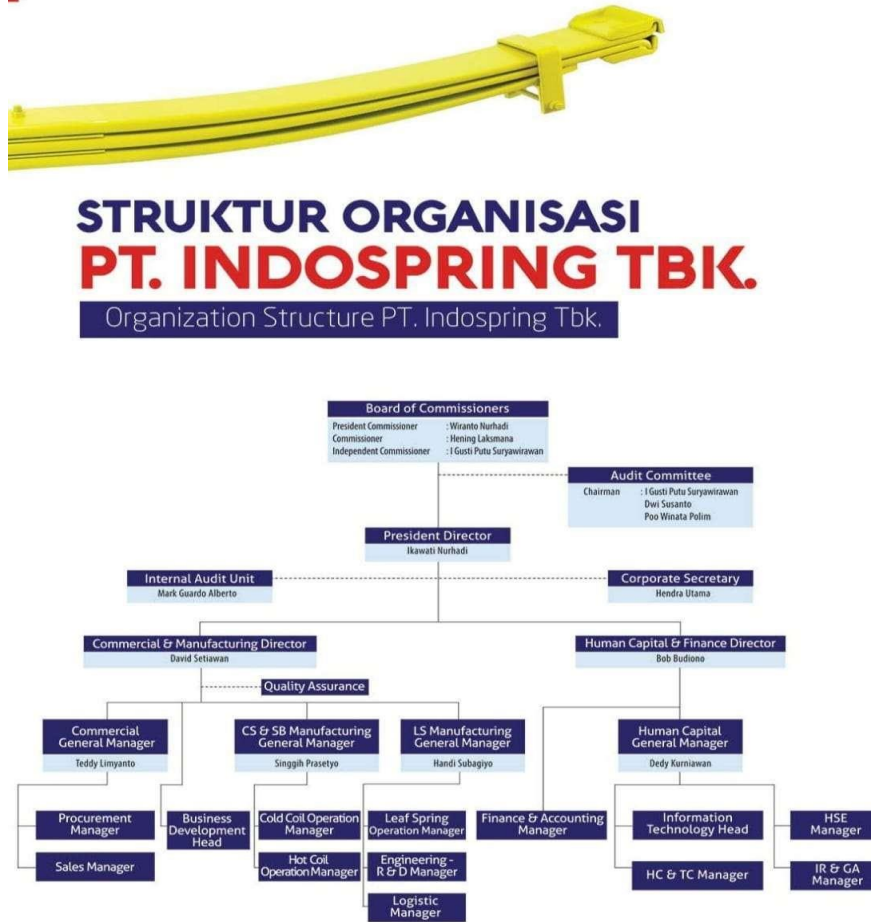 STRUKTUR ORGANISASI
PT. INDOSPRING TBK.
Organization Structure PT. Indospring Tbk.
Board of Commissioners
President Commissioner : Wiranto Nurhadi
Commissioner : Hening Laksmana
Independent Commissioner : I Gusti Putu Suryawirawan
Audit Committee
Chairman : I Gusti Putu Suryawirawan
Dwi Susanto
Poo Winata Polim
President Director
Ikawati Nurhadi
Internal Audit Unit
Mark Guardo Alberto
Corporate Secretary
Hendra Utama
Commercial & Manufacturing Director
David Setiawan
Human Capital & Finance Director
Bob Budiono
Quality Assurance
Commercial
General Manager
Teddy Limyanto
CS & SB Manufacturing
General Manager
Singgih Prasetyo
LS Manufacturing
General Manager
Handi Subagiyo
Human Capital
General Manager
Dedy Kurniawan
Procurement
Manager
Business
Development
Head
Cold Coil Operation
Manager
Leaf Spring
Operation Manager
Finance & Accounting
Manager
Information
Technology Head
HSE
Manager
Sales Manager
Hot Coil
Operation Manager
Engineering -
R & D Manager
HC & TC Manager
IR & GA
Manager
Logistic
Manager